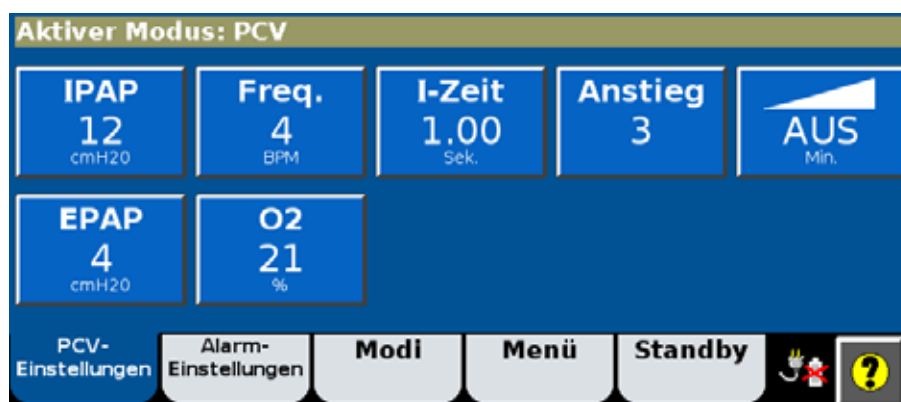 Aktiver Modus: PCV
IPAP
12
cmH20
Freq.
4
BPM
I-Zeit
1.00
Sek.
Anstieg
3
AUS
Min.
EPAP
4
cmH20
O2
21
%
PCV-
Einstellungen
Alarm-
Einstellungen
Modi
Menü
Standby
?